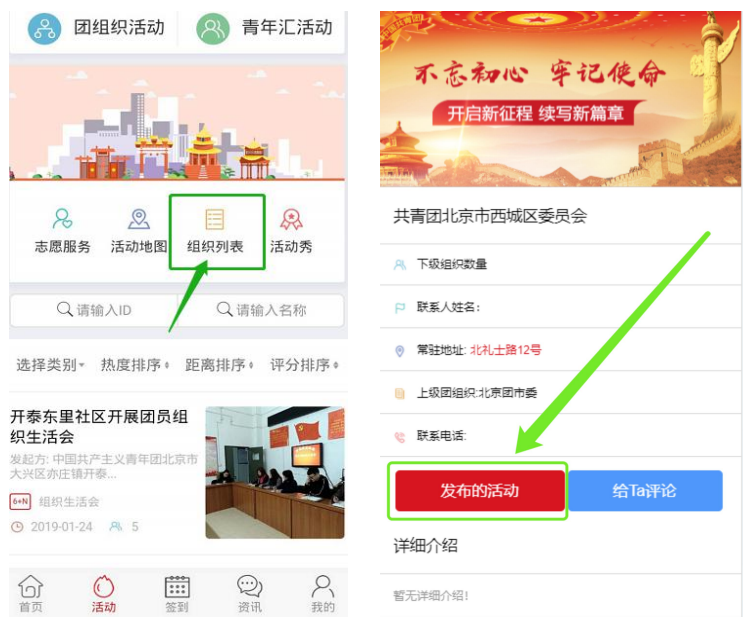 团组织活动
青年汇活动
志愿服务
活动地图
组织列表
活动秀
请输入ID
请输入名称
选择类别
热度排序
距离排序
评分排序
开泰东里社区开展团员组
织生活会
发起方: 中国共产主义青年团北京市
大兴区亦庄镇开泰...
6+N 组织生活会
2019-01-24 5
首页
活动
签到
资讯
我的
不忘初心 牢记使命
开启新征程 续写新篇章
共青团北京市西城区委员会
下级组织数量
联系人姓名:
常驻地址: 北礼士路12号
上级团组织:北京团市委
联系电话:
发布的活动
给Ta评论
详细介绍
暂无详细介绍!